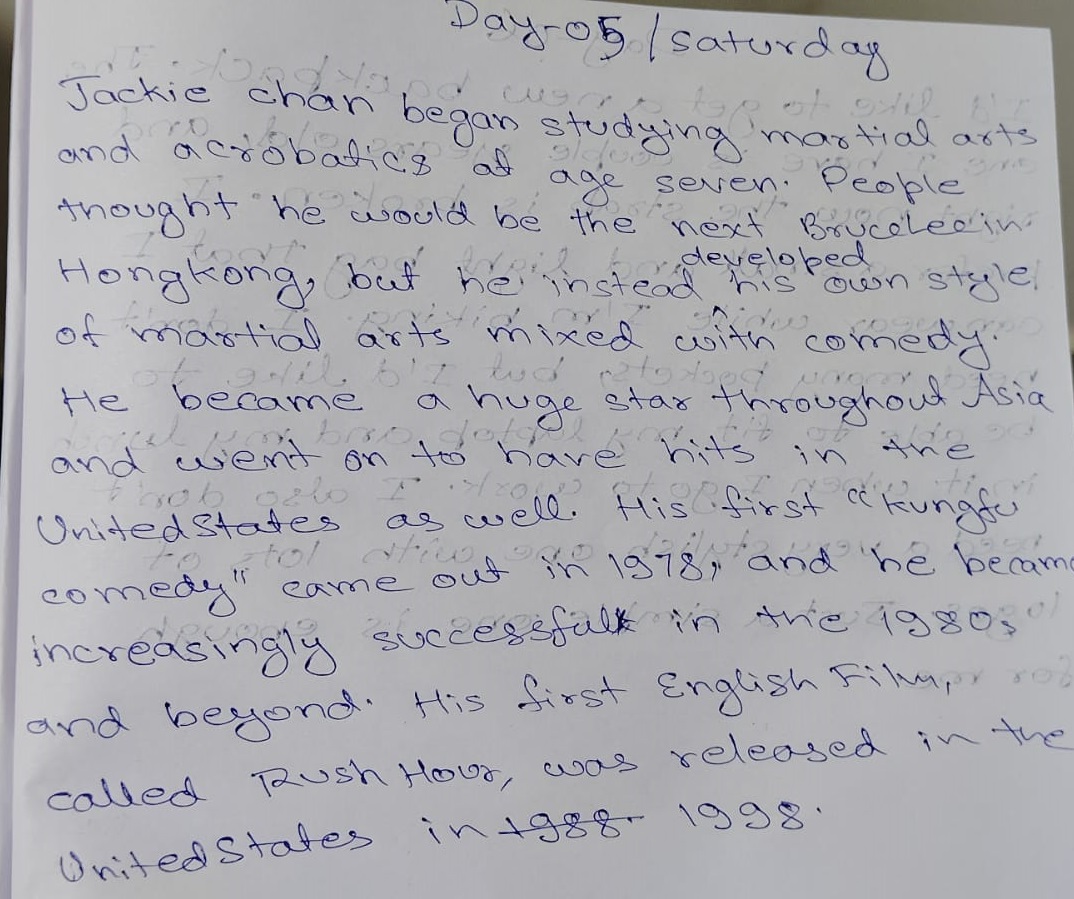 Day-05/saturday
Jackie chan began studying martial arts
and acrobatics at age seven. People
thought he would be the next BruceLeein
developed
Hongkong, but he instead his own style
of martial arts mixed with comedy.
He became a huge star throughout Asia
and went on to have hits in the
UnitedStates as well. His first "kungfu
comedy" came out in 1978, and he became
increasingly successful in the 1980s
and beyond. His first English Film,
called Rush Hour, was released in the
UnitedStates in 1988 1998.